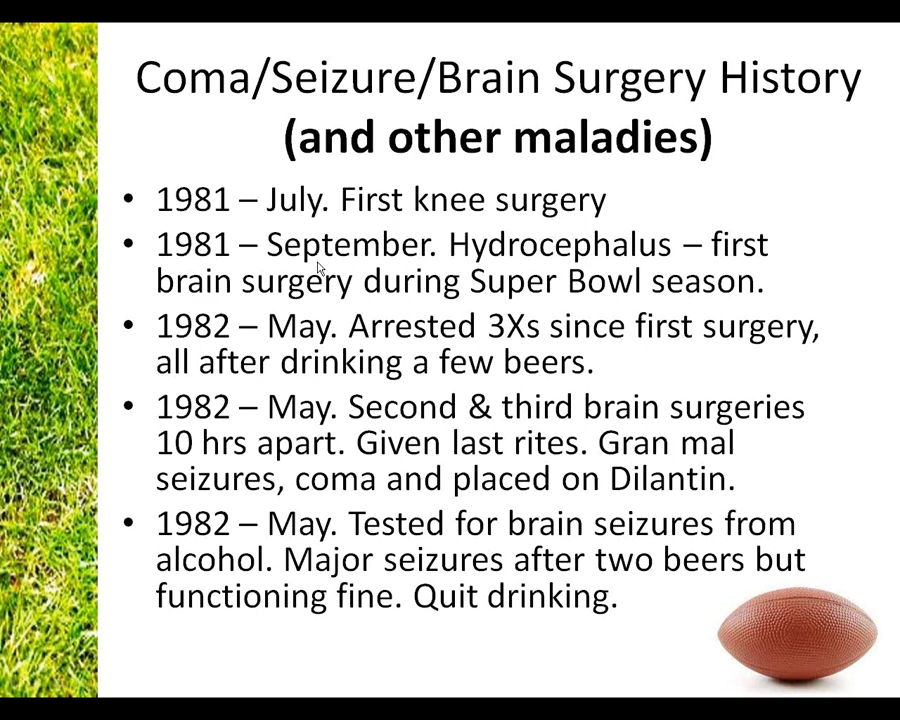 Coma/Seizure/Brain Surgery History
(and other maladies)
• 1981 – July. First knee surgery
• 1981 – September. Hydrocephalus – first
brain surgery during Super Bowl season.
• 1982 – May. Arrested 3Xs since first surgery,
all after drinking a few beers.
• 1982 – May. Second & third brain surgeries
10 hrs apart. Given last rites. Gran mal
seizures, coma and placed on Dilantin.
• 1982 – May. Tested for brain seizures from
alcohol. Major seizures after two beers but
functioning fine. Quit drinking.